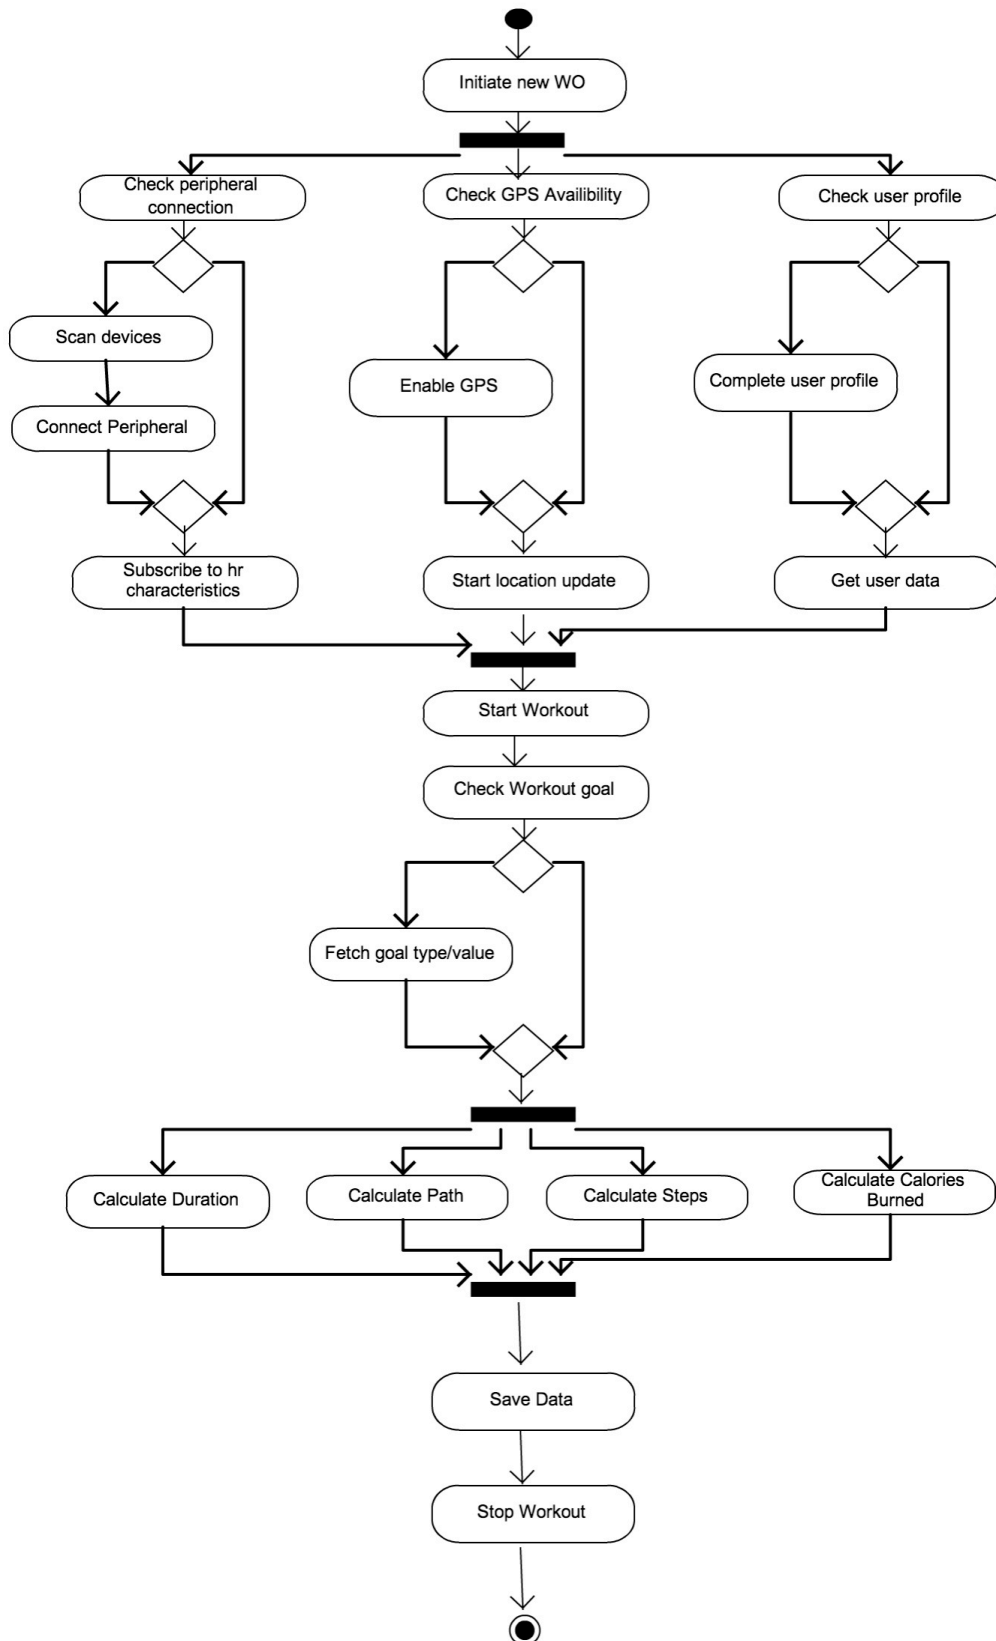 Initiate new WO
Check peripheral
connection
Check GPS Availibility
Check user profile
Scan devices
Enable GPS
Complete user profile
Connect Peripheral
Subscribe to hr
characteristics
Start location update
Get user data
Start Workout
Check Workout goal
Fetch goal type/value
Calculate Duration
Calculate Path
Calculate Steps
Calculate Calories
Burned
Save Data
Stop Workout